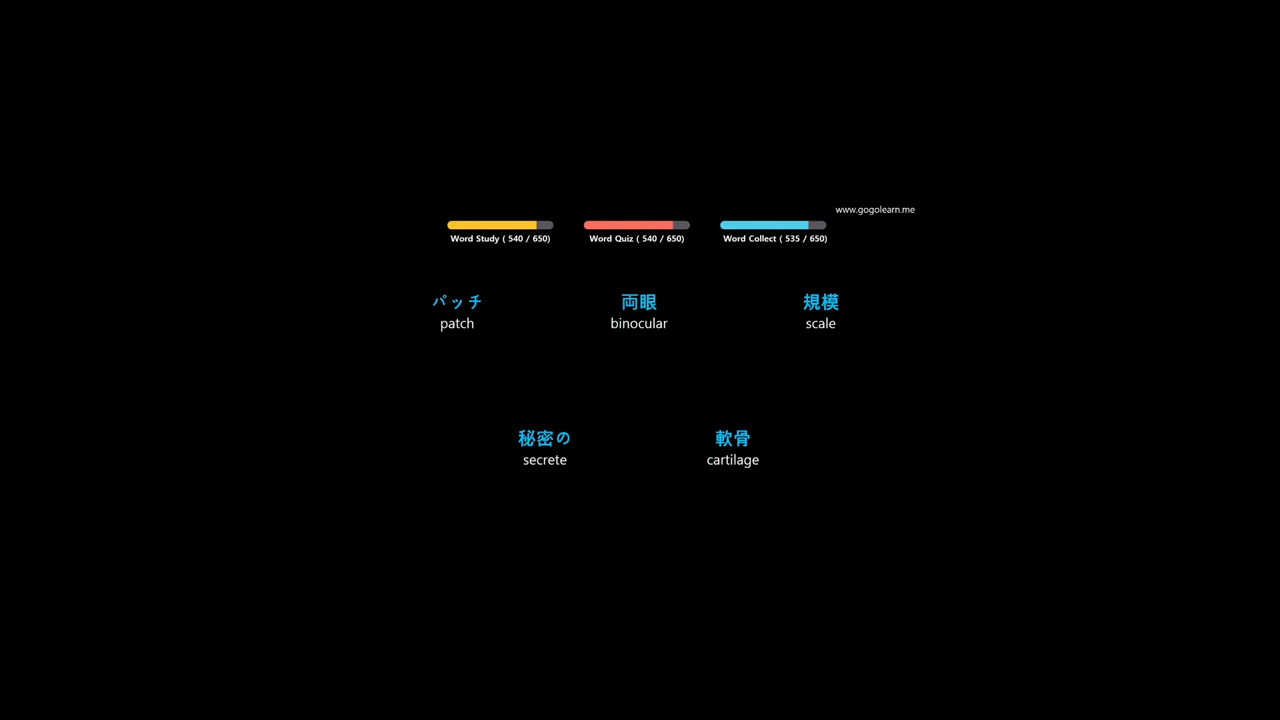 www.gogolearn.me
Word Study ( 540 / 650)
Word Quiz ( 540 / 650)
Word Collect ( 535 / 650)
パッチ
patch
両眼
binocular
規模
scale
秘密の
secrete
軟骨
cartilage